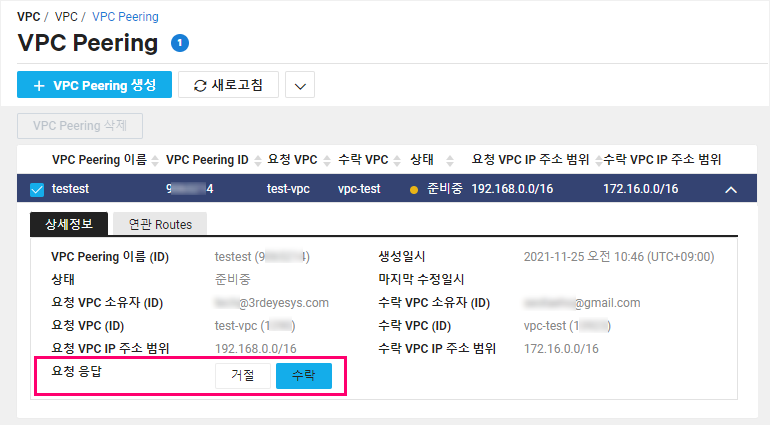 VPC / VPC / VPC Peering
VPC Peering 1
+ VPC Peering 생성 새로고침
VPC Peering 삭제
VPC Peering 이름 VPC Peering ID 요청 VPC 수락 VPC 상태 요청 VPC IP 주소 범위 수락 VPC IP 주소 범위
testest 9 4 test-vpc vpc-test 준비중 192.168.0.0/16 172.16.0.0/16
상세정보 연관 Routes
VPC Peering 이름 (ID) testest (9 ) 생성일시 2021-11-25 오전 10:46 (UTC+09:00)
상태 준비중 마지막 수정일시
요청 VPC 소유자 (ID) @3rdeyesys.com 수락 VPC 소유자 (ID) @gmail.com
요청 VPC (ID) test-vpc (1 ) 수락 VPC (ID) vpc-test (1 )
요청 VPC IP 주소 범위 192.168.0.0/16 수락 VPC IP 주소 범위 172.16.0.0/16
요청 응답 거절 수락